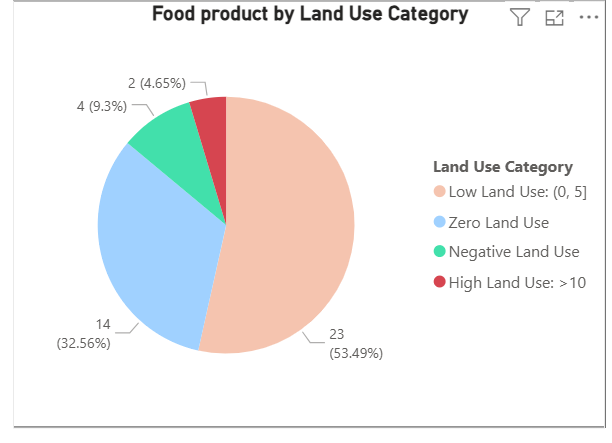 Food product by Land Use Category
2 (4.65%)
4 (9.3%)
14
(32.56%)
23
(53.49%)
Land Use Category
Low Land Use: (0, 5]
Zero Land Use
Negative Land Use
High Land Use: >10